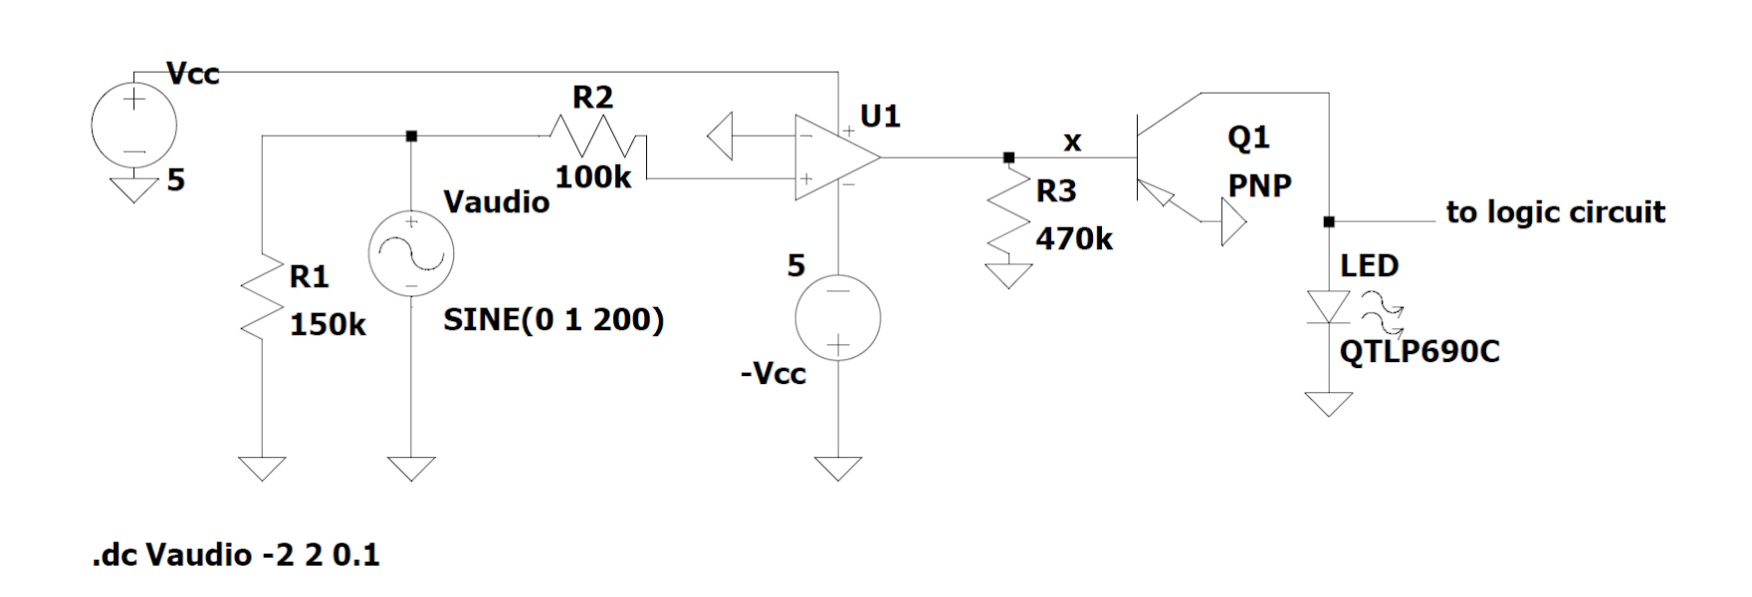 Vcc
5
R1
150k
Vaudio
SINE(0 1 200)
R2
100k
U1
5
-Vcc
x
R3
470k
Q1
PNP
to logic circuit
LED
QTLP690C
.dc Vaudio -2 2 0.1